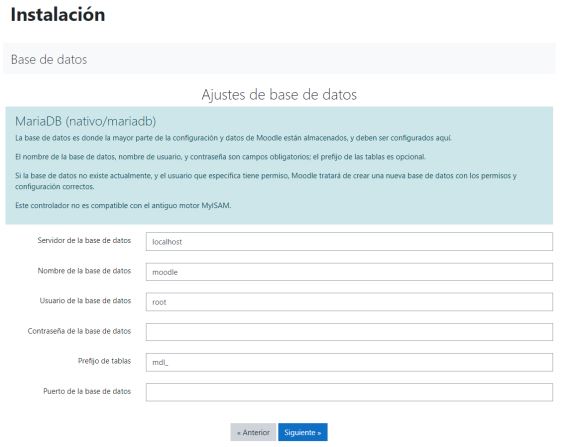 Instalación
Base de datos
Ajustes de base de datos
MariaDB (nativo/mariadb)
La base de datos es donde la mayor parte de la configuración y datos de Moodle están almacenados, y deben ser configurados aquí.
El nombre de la base de datos, nombre de usuario, y contraseña son campos obligatorios; el prefijo de las tablas es opcional.
Si la base de datos no existe actualmente, y el usuario que especifica tiene permiso, Moodle tratará de crear una nueva base de datos con los permisos y
configuración correctos.
Este controlador no es compatible con el antiguo motor MyISAM.
Servidor de la base de datos localhost
Nombre de la base de datos moodle
Usuario de la base de datos root
Contraseña de la base de datos
Prefijo de tablas mdl_
Puerto de la base de datos
« Anterior Siguiente »